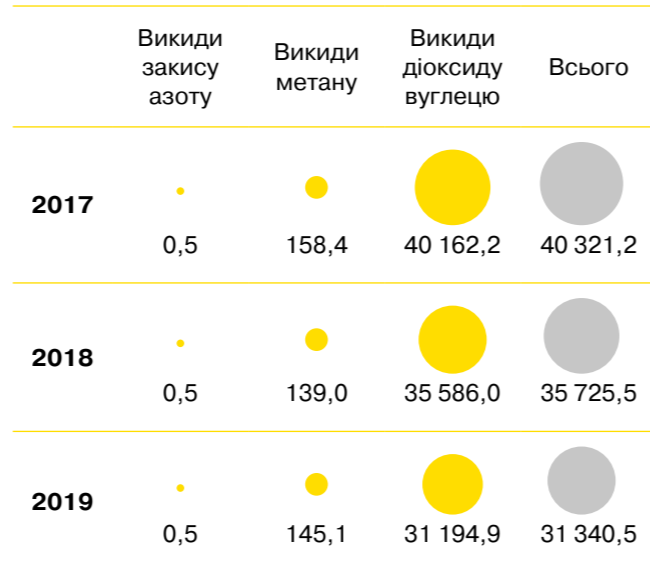 Викиди
закису
азоту
Викиди
метану
Викиди
діоксиду
вуглецю
Всього
2017
0,5 158,4 40 162,2 40 321,2
2018
0,5 139,0 35 586,0 35 725,5
2019
0,5 145,1 31 194,9 31 340,5